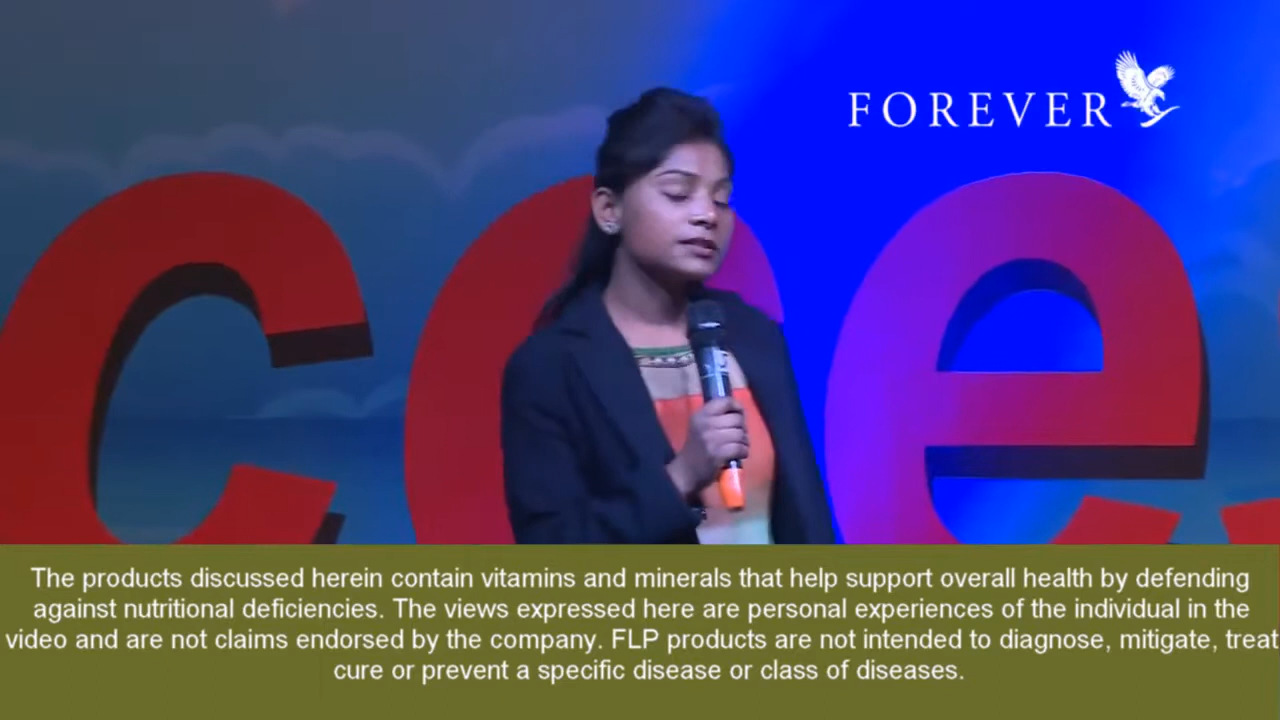 FOREVER
cce
The products discussed herein contain vitamins and minerals that help support overall health by defending
against nutritional deficiencies. The views expressed here are personal experiences of the individual in the
video and are not claims endorsed by the company. FLP products are not intended to diagnose, mitigate, treat
cure or prevent a specific disease or class of diseases.